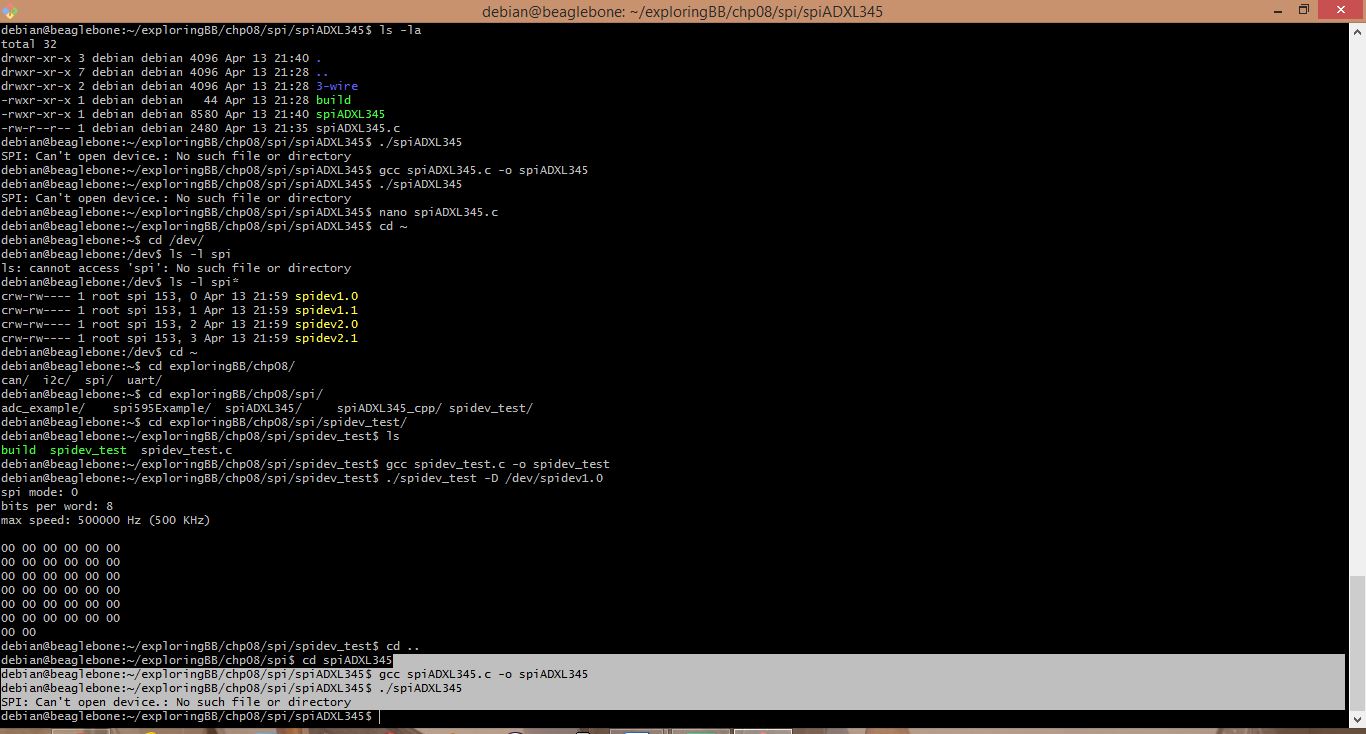 debian@beaglebone: ~/exploringBB/chp08/spi/spiADXL345
debian@beaglebone:~/exploringBB/chp08/spi/spiADXL345$ ls -la
total 32
drwxr-xr-x 3 debian debian 4096 Apr 13 21:40 .
drwxr-xr-x 7 debian debian 4096 Apr 13 21:28 ..
drwxr-xr-x 2 debian debian 4096 Apr 13 21:28 3-wire
-rwxr-xr-x 1 debian debian   44 Apr 13 21:28 build
-rwxr-xr-x 1 debian debian 8580 Apr 13 21:40 spiADXL345
-rw-r--r-- 1 debian debian 2480 Apr 13 21:35 spiADXL345.c
debian@beaglebone:~/exploringBB/chp08/spi/spiADXL345$ ./spiADXL345
SPI: Can't open device.: No such file or directory
debian@beaglebone:~/exploringBB/chp08/spi/spiADXL345$ gcc spiADXL345.c -o spiADXL345
debian@beaglebone:~/exploringBB/chp08/spi/spiADXL345$ ./spiADXL345
SPI: Can't open device.: No such file or directory
debian@beaglebone:~/exploringBB/chp08/spi/spiADXL345$ nano spiADXL345.c
debian@beaglebone:~/exploringBB/chp08/spi/spiADXL345$ cd ~
debian@beaglebone:~$ cd /dev/
debian@beaglebone:/dev$ ls -l spi
ls: cannot access 'spi': No such file or directory
debian@beaglebone:/dev$ ls -l spi*
crw-rw---- 1 root spi 153, 0 Apr 13 21:59 spidev1.0
crw-rw---- 1 root spi 153, 1 Apr 13 21:59 spidev1.1
crw-rw---- 1 root spi 153, 2 Apr 13 21:59 spidev2.0
crw-rw---- 1 root spi 153, 3 Apr 13 21:59 spidev2.1
debian@beaglebone:/dev$ cd ~
debian@beaglebone:~$ cd exploringBB/chp08/
can/  i2c/  spi/  uart/
debian@beaglebone:~$ cd exploringBB/chp08/spi/
adc_example/    spi595Example/  spiADXL345/     spiADXL345_cpp/ spidev_test/
debian@beaglebone:~$ cd exploringBB/chp08/spi/spidev_test/
debian@beaglebone:~/exploringBB/chp08/spi/spidev_test$ ls
build  spidev_test  spidev_test.c
debian@beaglebone:~/exploringBB/chp08/spi/spidev_test$ gcc spidev_test.c -o spidev_test
debian@beaglebone:~/exploringBB/chp08/spi/spidev_test$ ./spidev_test -D /dev/spidev1.0
spi mode: 0
bits per word: 8
max speed: 500000 Hz (500 KHz)
00 00 00 00 00 00
00 00 00 00 00 00
00 00 00 00 00 00
00 00 00 00 00 00
00 00 00 00 00 00
00 00 00 00 00 00
00 00
debian@beaglebone:~/exploringBB/chp08/spi/spidev_test$ cd ..
debian@beaglebone:~/exploringBB/chp08/spi$ cd spiADXL345
debian@beaglebone:~/exploringBB/chp08/spi/spiADXL345$ gcc spiADXL345.c -o spiADXL345
debian@beaglebone:~/exploringBB/chp08/spi/spiADXL345$ ./spiADXL345
SPI: Can't open device.: No such file or directory
debian@beaglebone:~/exploringBB/chp08/spi/spiADXL345$